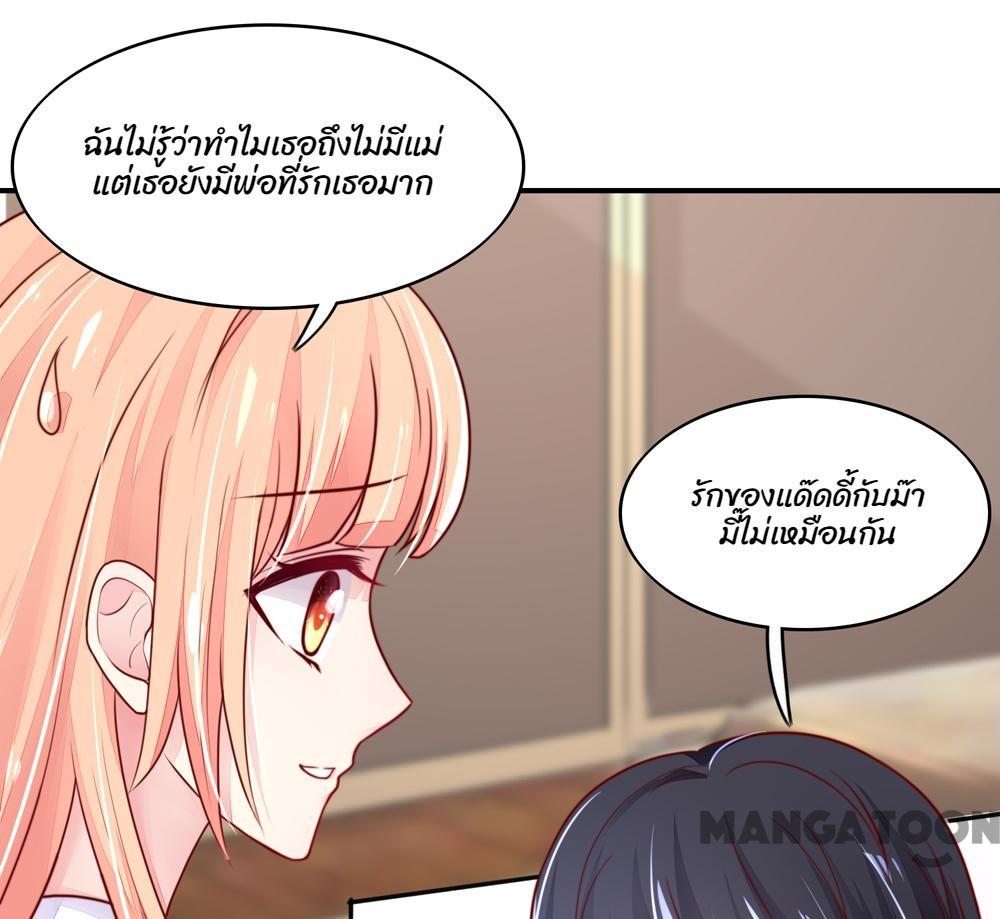 ฉันไม่รู้ว่าทำไมเธอถึงไม่มีแม่
แต่เธอยังมีพ่อที่รักเธอมาก
รักของแด๊ดดี้กับม๊า
มี๊ไม่เหมือนกัน
MANGATOON